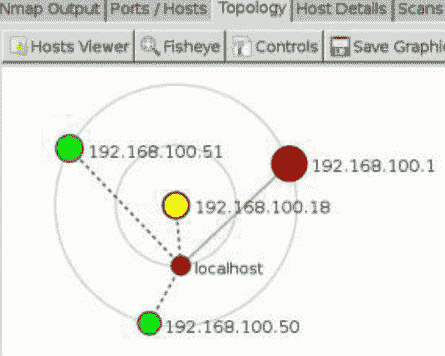 Nmap Output Ports / Hosts Topology Host Details Scans
Hosts Viewer Fisheye Controls Save Graphic
192.168.100.51
192.168.100.1
192.168.100.18
localhost
192.168.100.50